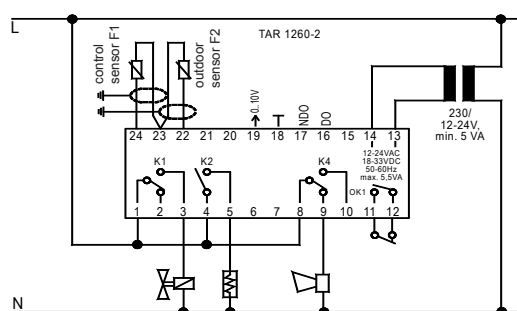 L
TAR 1260-2
control
sensor F1
outdoor
sensor F2
0..10V
NDO
DO
24 23 22 21 20 19 18 17 16 15 14 13
230/
12-24V,
min. 5 VA
12-24VAC
18-33VDC
50-60Hz
max. 5,5VA
K1 K2 K4
OK1
1 2 3 4 5 6 7 8 9 10 11 12
N